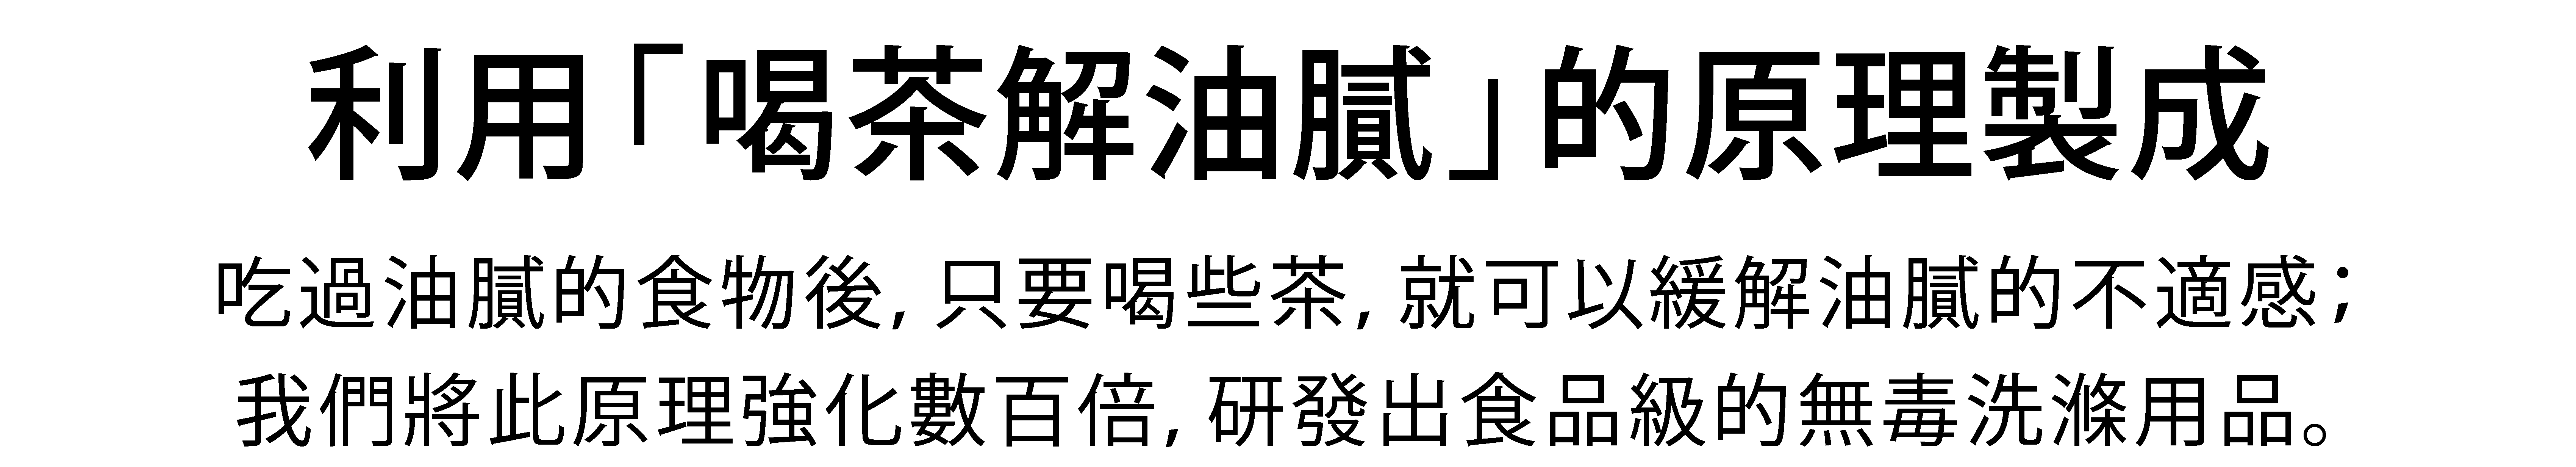 利用「喝茶解油膩」的原理製成
吃過油膩的食物後，只要喝些茶，就可以緩解油膩的不適感；
我們將此原理強化數百倍，研發出食品級的無毒洗滌用品。